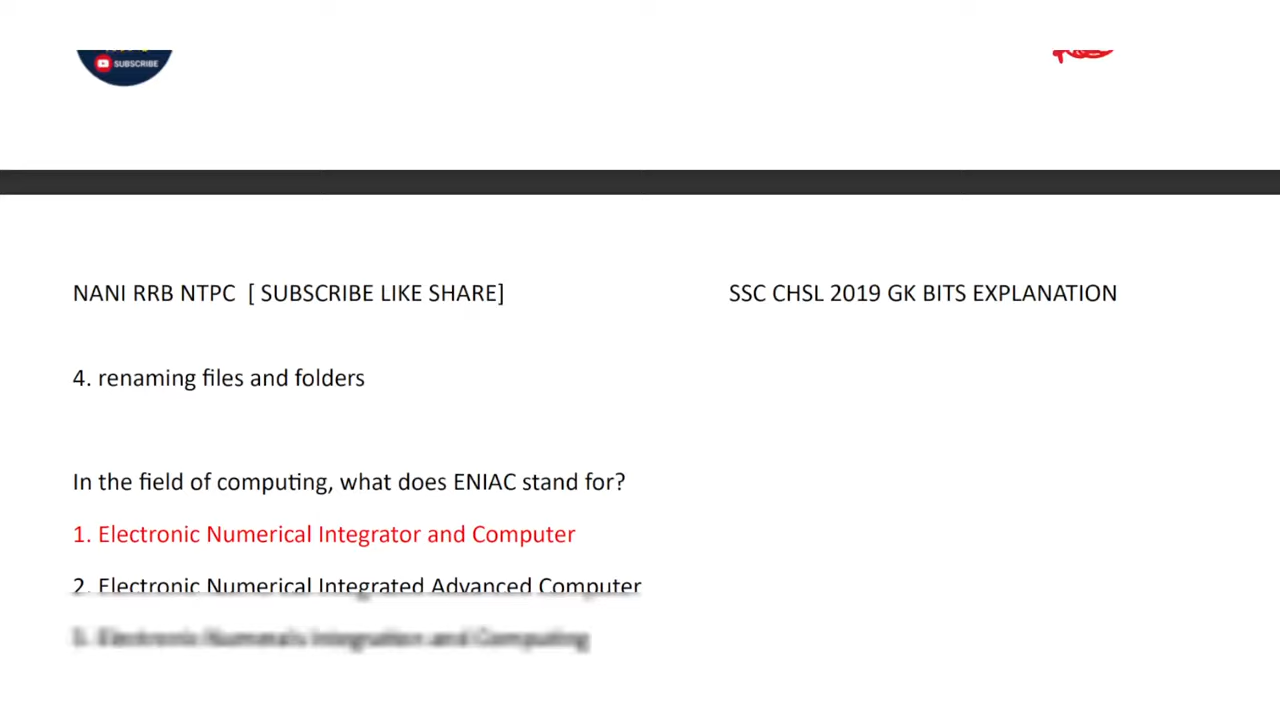 SUBSCRIBE
NANI RRB NTPC [ SUBSCRIBE LIKE SHARE]
SSC CHSL 2019 GK BITS EXPLANATION
4. renaming files and folders
In the field of computing, what does ENIAC stand for?
1. Electronic Numerical Integrator and Computer
2. Electronic Numerical Integrated Advanced Computer